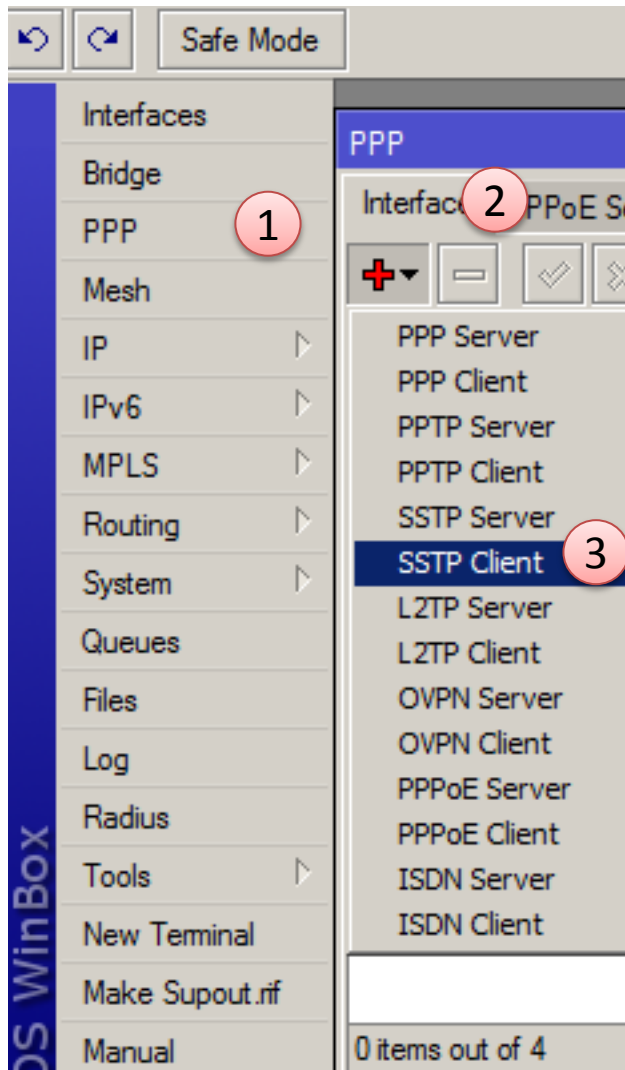 Safe Mode
Interfaces
Bridge
PPP 1
Mesh
IP
IPv6
MPLS
Routing
System
Queues
Files
Log
Radius
Tools
New Terminal
Make Supout.rif
Manual
OS WinBox
PPP
Interface 2 PPoE Se
PPP Server
PPP Client
PPTP Server
PPTP Client
SSTP Server
SSTP Client 3
L2TP Server
L2TP Client
OVPN Server
OVPN Client
PPPoE Server
PPPoE Client
ISDN Server
ISDN Client
0 items out of 4